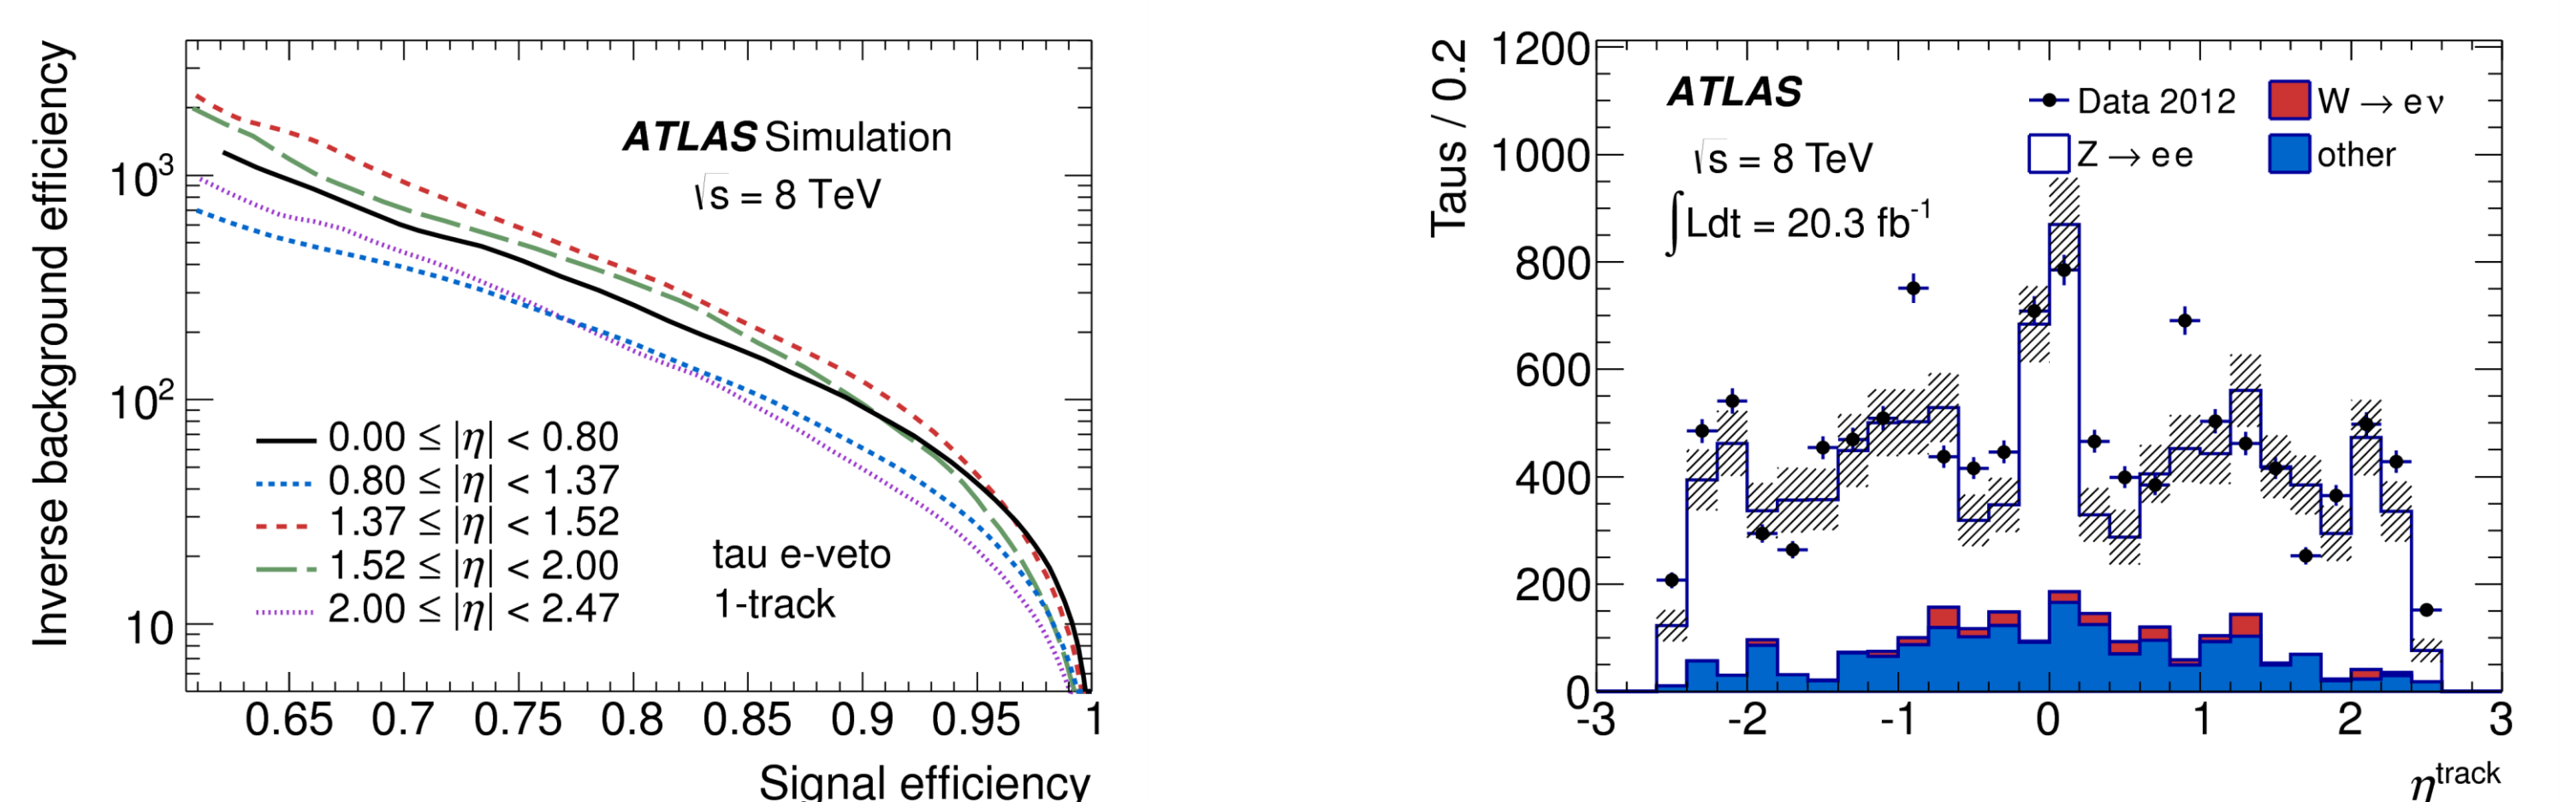 Inverse background efficiency
10³
10²
10
ATLAS Simulation
√s = 8 TeV
0.00 ≤ |η| < 0.80
0.80 ≤ |η| < 1.37
1.37 ≤ |η| < 1.52
1.52 ≤ |η| < 2.00
2.00 ≤ |η| < 2.47
tau e-veto
1-track
0.65 0.7 0.75 0.8 0.85 0.9 0.95 1
Signal efficiency
Taus / 0.2
1200
1000
800
600
400
200
0
ATLAS
√s = 8 TeV
∫Ldt = 20.3 fb⁻¹
Data 2012
W → eν
Z → ee
other
-3 -2 -1 0 1 2 3
η^track